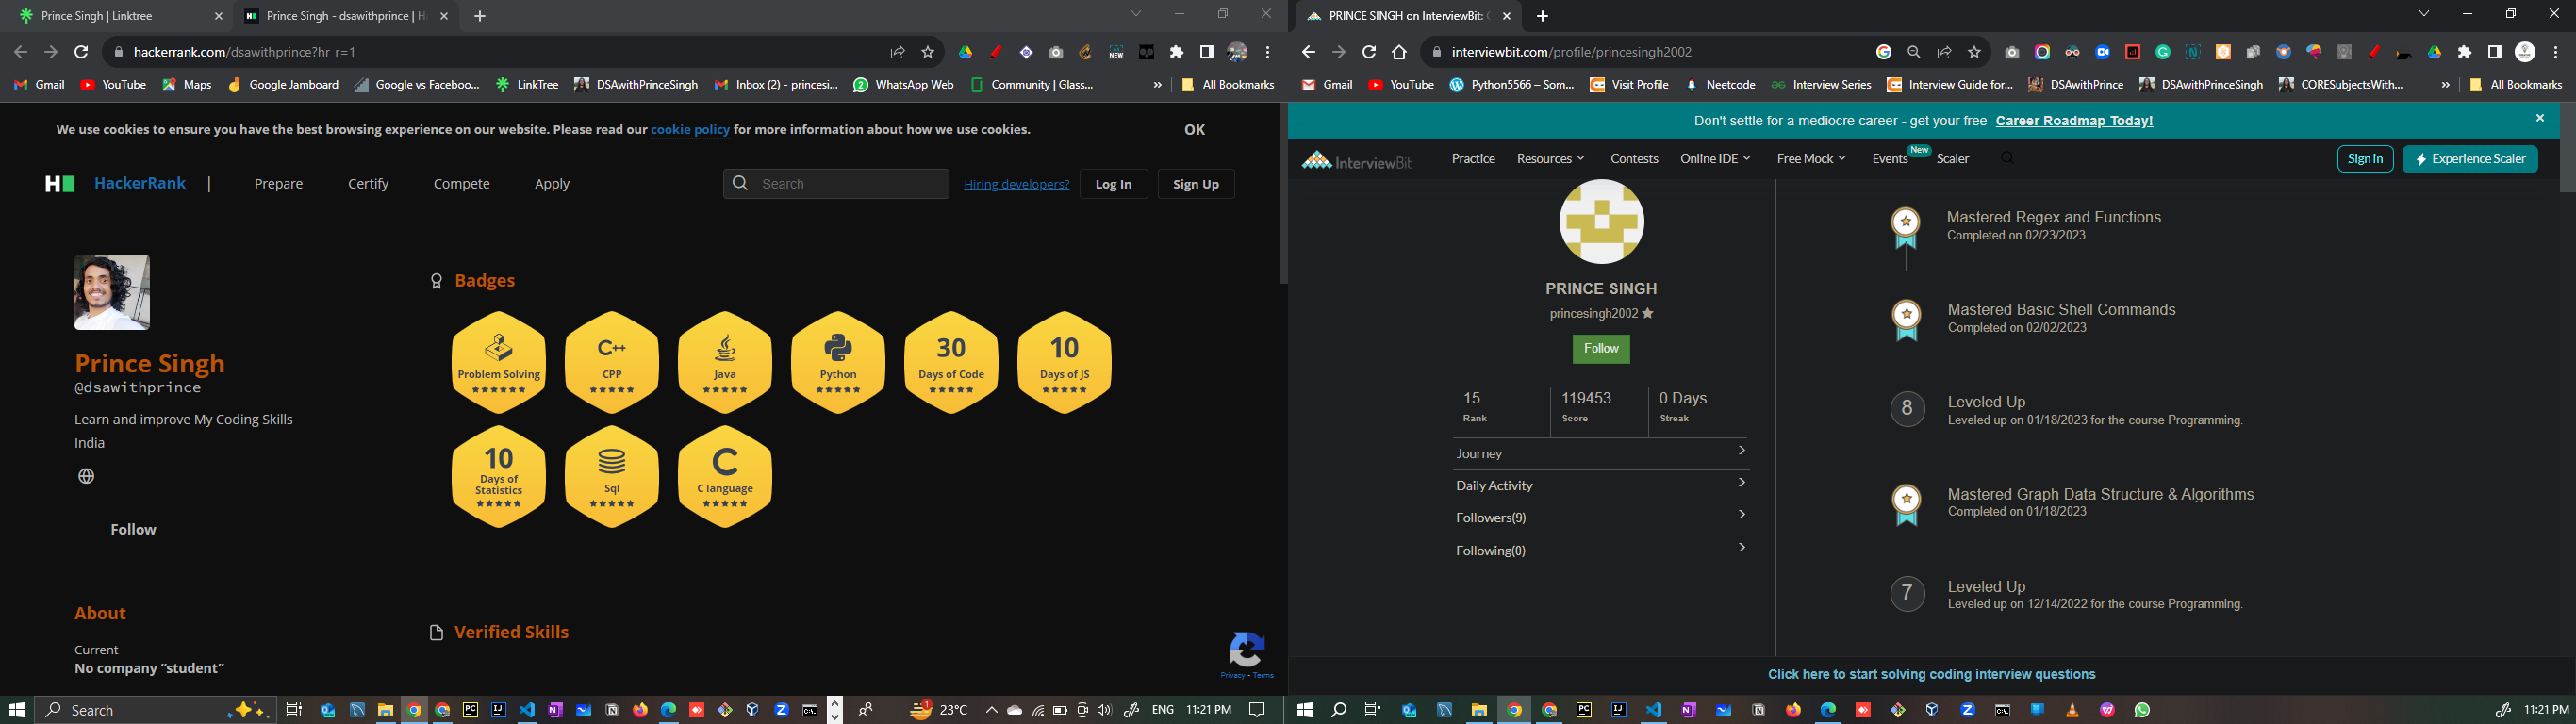 Prince Singh | Linktree
Prince Singh - dsawithprince | Ha
hackerrank.com/dsawithprince?hr_r=1
NEW
Gmail
YouTube
Maps
Google Jamboard
Google vs Faceboo...
LinkTree
DSAwithPrinceSingh
Inbox (2) - princesi...
WhatsApp Web
Community | Glass...
»
All Bookmarks
We use cookies to ensure you have the best browsing experience on our website. Please read our cookie policy for more information about how we use cookies.
OK
H
HackerRank
|
Prepare
Certify
Compete
Apply
Search
Hiring developers?
Log In
Sign Up
Prince Singh
@dsawithprince
Learn and improve My Coding Skills
India
Follow
About
Current
No company “student”
Badges
Problem Solving
C++
CPP
Java
Python
30
Days of Code
10
Days of JS
10
Days of
Statistics
Sql
C
C language
Verified Skills
Privacy - Terms
Search
PC
IJ
1
23°C
ENG
11:21 PM
PRINCE SINGH on InterviewBit: C
interviewbit.com/profile/princesingh2002
Gmail
YouTube
Python5566 – Som...
Visit Profile
Neetcode
Interview Series
Interview Guide for...
DSAwithPrince
DSAwithPrinceSingh
CORESubjectsWith...
»
All Bookmarks
Don't settle for a mediocre career - get your free Career Roadmap Today!
InterviewBit
Practice
Resources
Contests
Online IDE
Free Mock
Events
New
Scaler
Sign in
Experience Scaler
PRINCE SINGH
princesingh2002
Follow
15
Rank
119453
Score
0 Days
Streak
Journey
Daily Activity
Followers(9)
Following(0)
Mastered Regex and Functions
Completed on 02/23/2023
Mastered Basic Shell Commands
Completed on 02/02/2023
8
Leveled Up
Leveled up on 01/18/2023 for the course Programming.
Mastered Graph Data Structure & Algorithms
Completed on 01/18/2023
7
Leveled Up
Leveled up on 12/14/2022 for the course Programming.
Click here to start solving coding interview questions
PC
IJ
11:21 PM